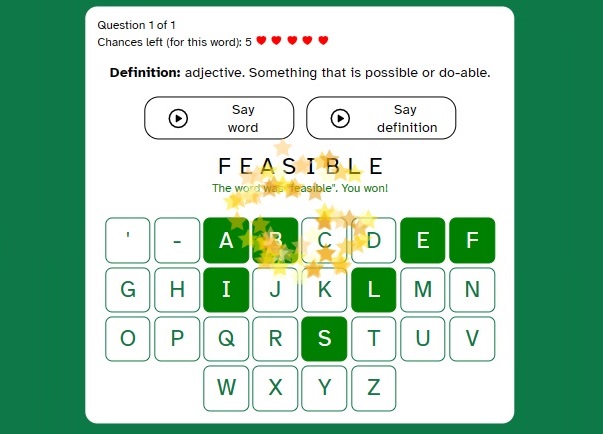 Question 1 of 1
Chances left (for this word): 5
Definition: adjective. Something that is possible or do-able.
Say word
Say definition
FEASIBLE
The word was "feasible". You won!
' - A B C D E F
G H I J K L M N
O P Q R S T U V
W X Y Z